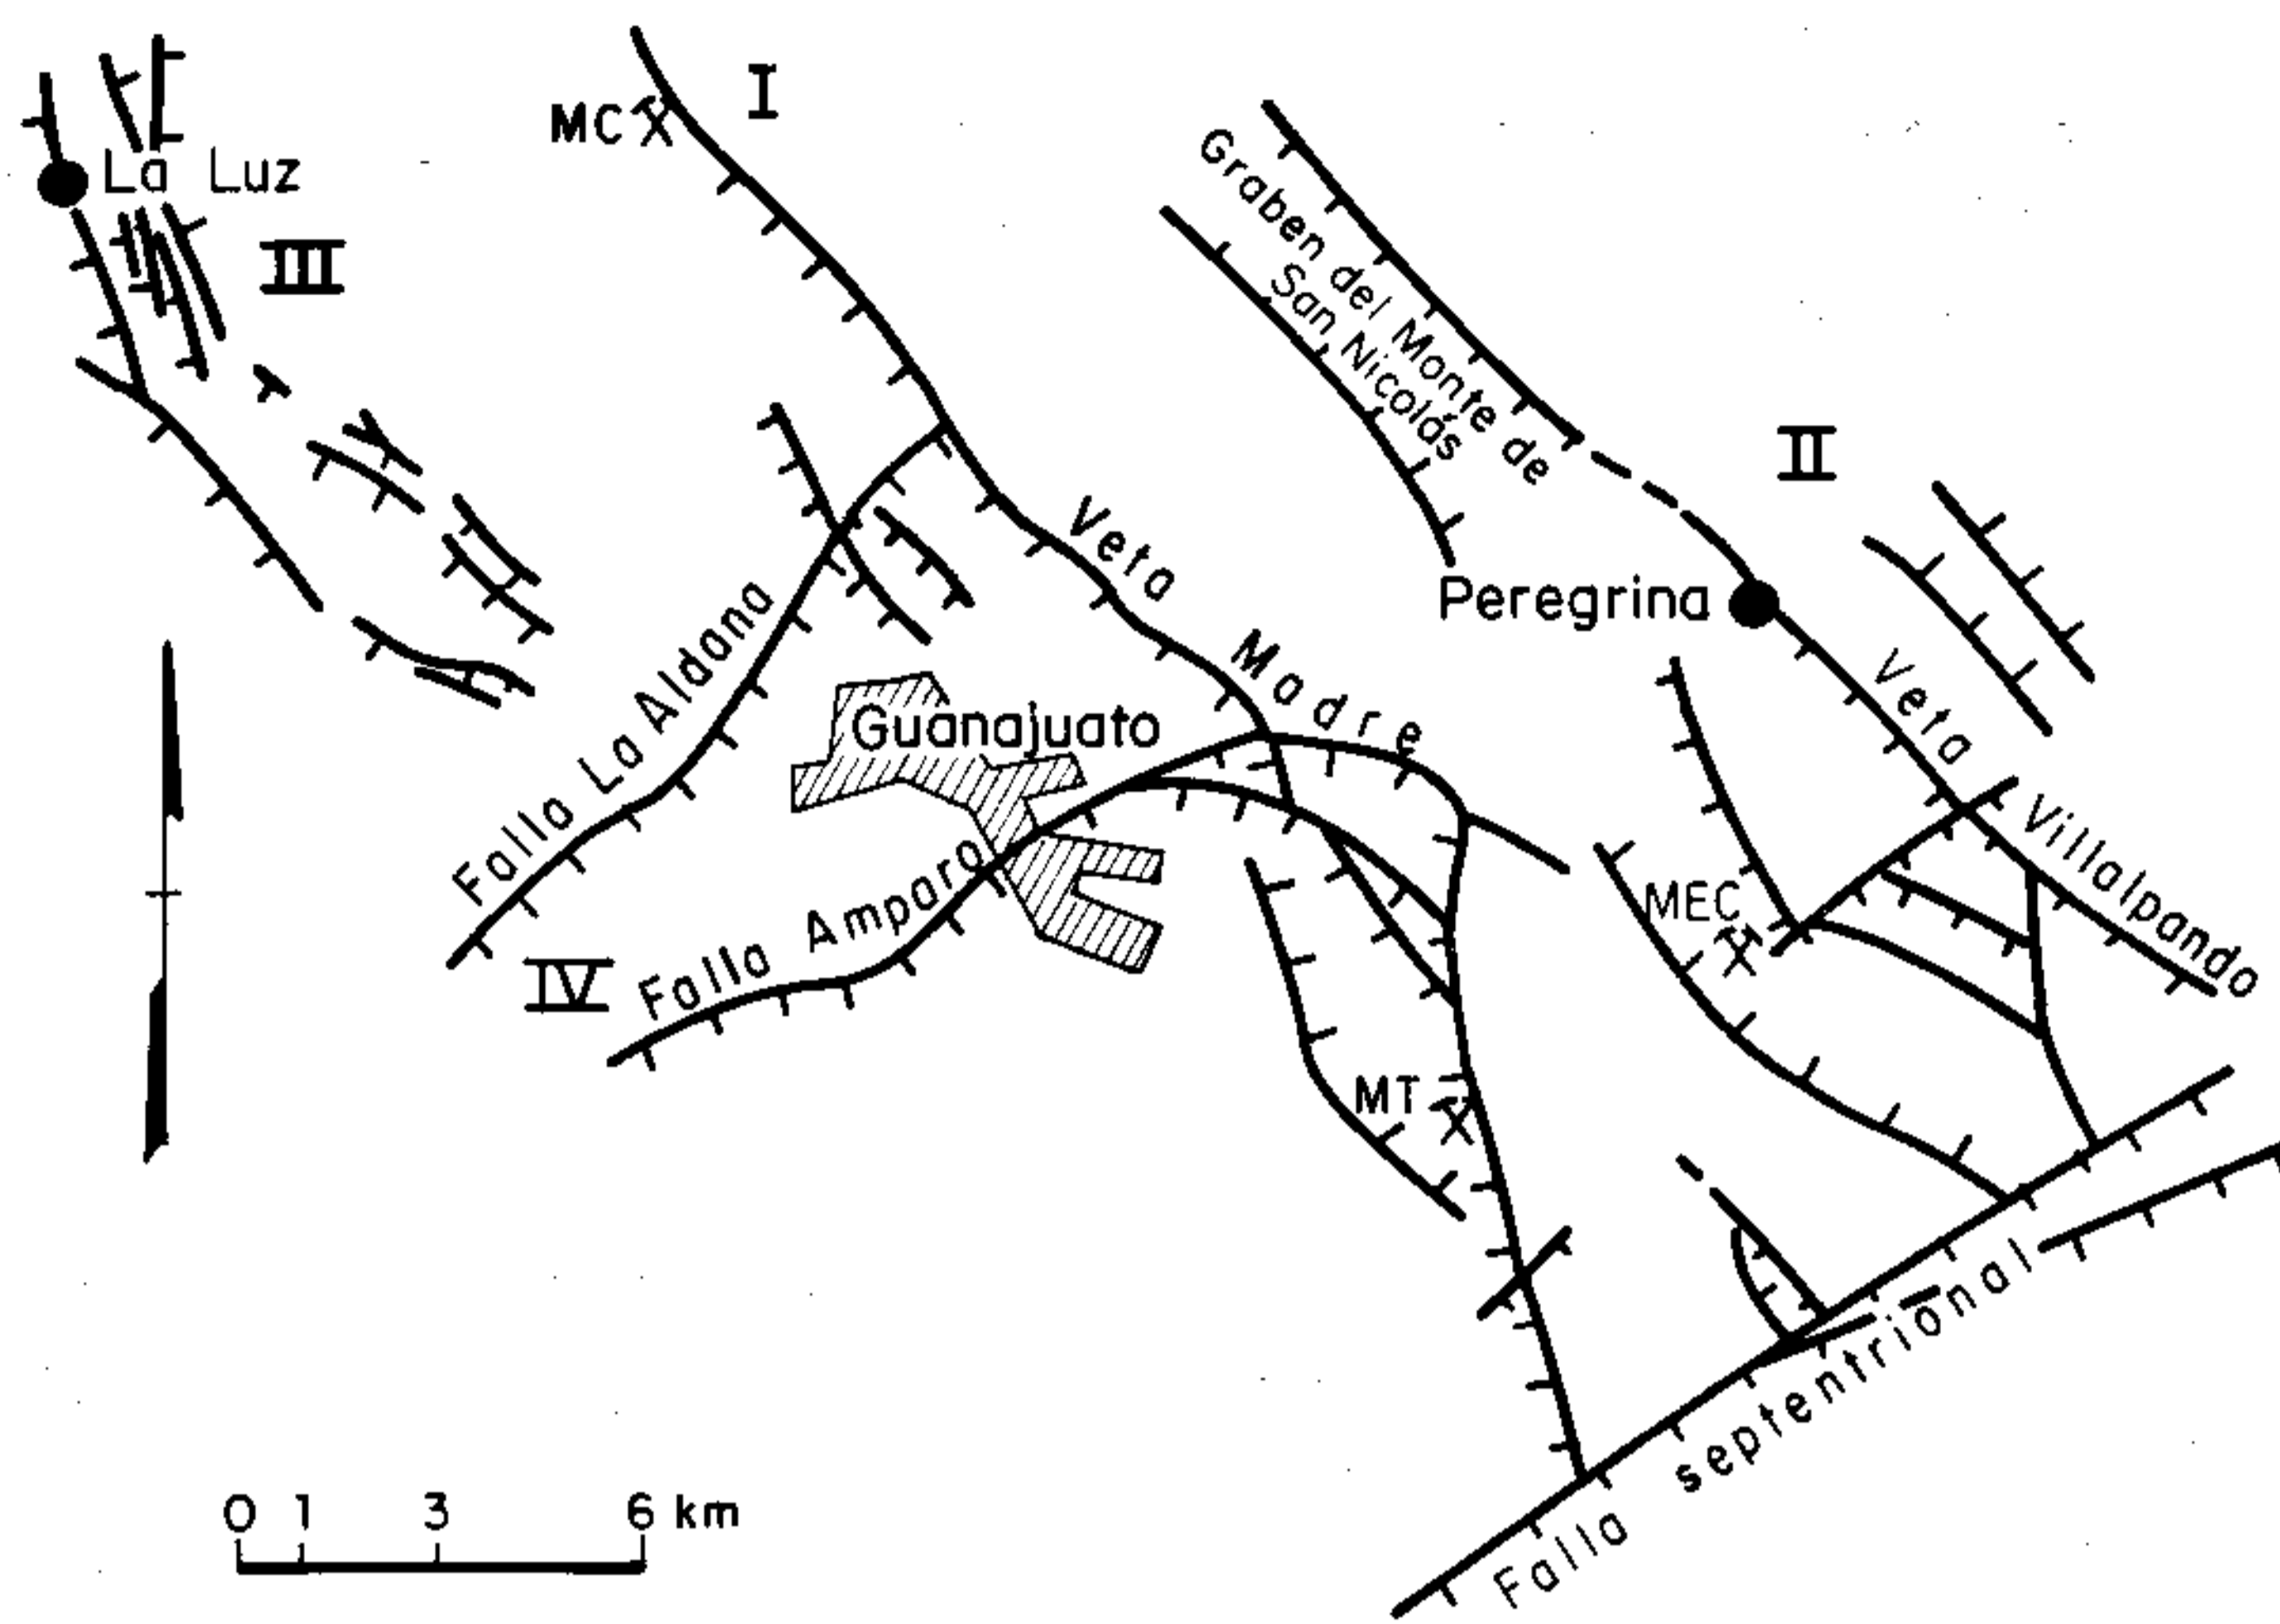 I
MC
Graben del Monte de
San Nicolás
La Luz
III
II
Veta
Madre
Peregrina
Veta
Villalpando
Falla La Aldana
Guanajuato
MEC
Falla Amparo
IV
MT
Falla septentrional
0 1 3 6 km